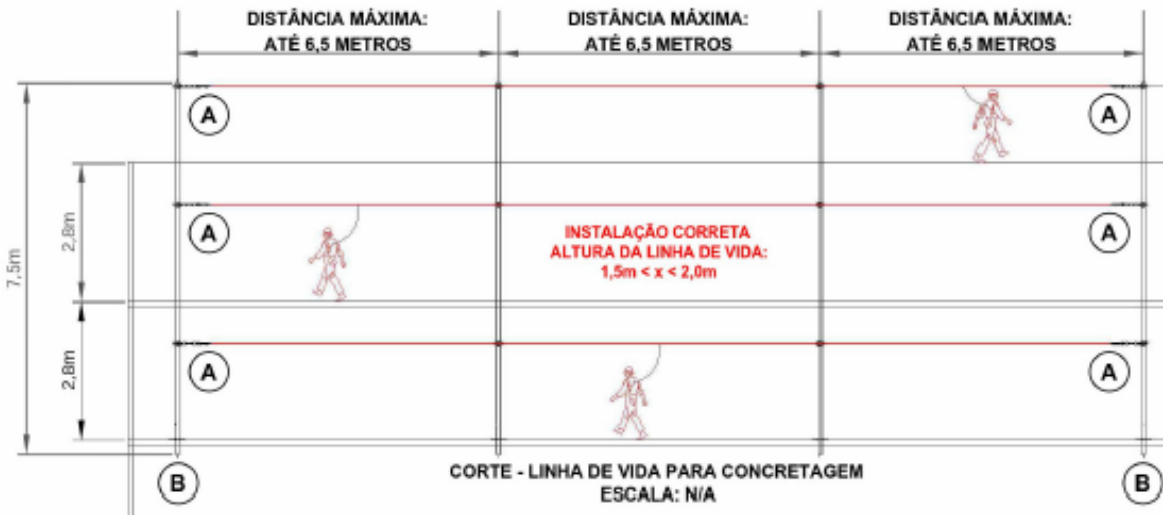 DISTÂNCIA MÁXIMA:
ATÉ 6,5 METROS
DISTÂNCIA MÁXIMA:
ATÉ 6,5 METROS
DISTÂNCIA MÁXIMA:
ATÉ 6,5 METROS
A
A
7,5m
2,8m
A
INSTALAÇÃO CORRETA
ALTURA DA LINHA DE VIDA:
1,5m < x < 2,0m
A
2,8m
A
A
B
CORTE - LINHA DE VIDA PARA CONCRETAGEM
ESCALA: N/A
B